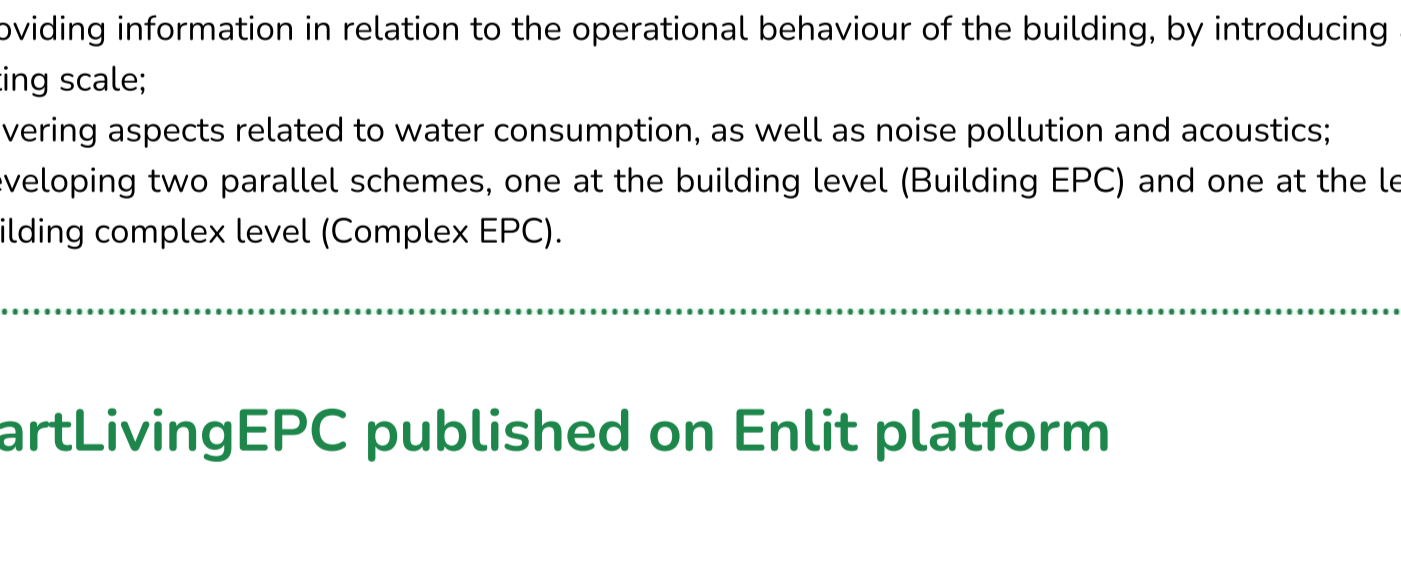 oviding information in relation to the operational behaviour of the building, by introducing
ing scale;
vering aspects related to water consumption, as well as noise pollution and acoustics;
veloping two parallel schemes, one at the building level (Building EPC) and one at the le
ilding complex level (Complex EPC).
artLivingEPC published on Enlit platform